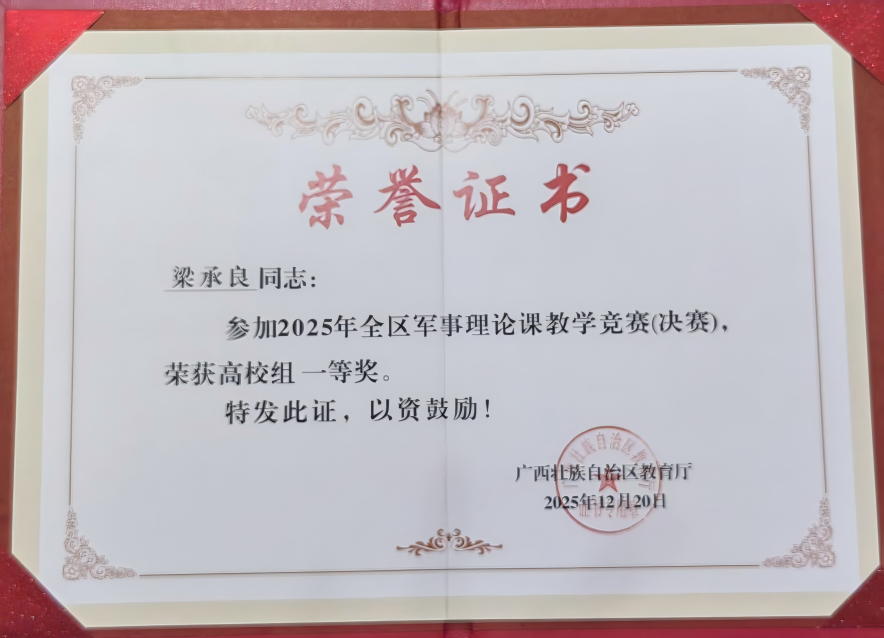 荣誉证书
梁承良同志：
参加2025年全区军事理论课教学竞赛(决赛)，
荣获高校组 一等奖。
特发此证，以资鼓励！
广西壮族自治区教育厅
2025年12月20日